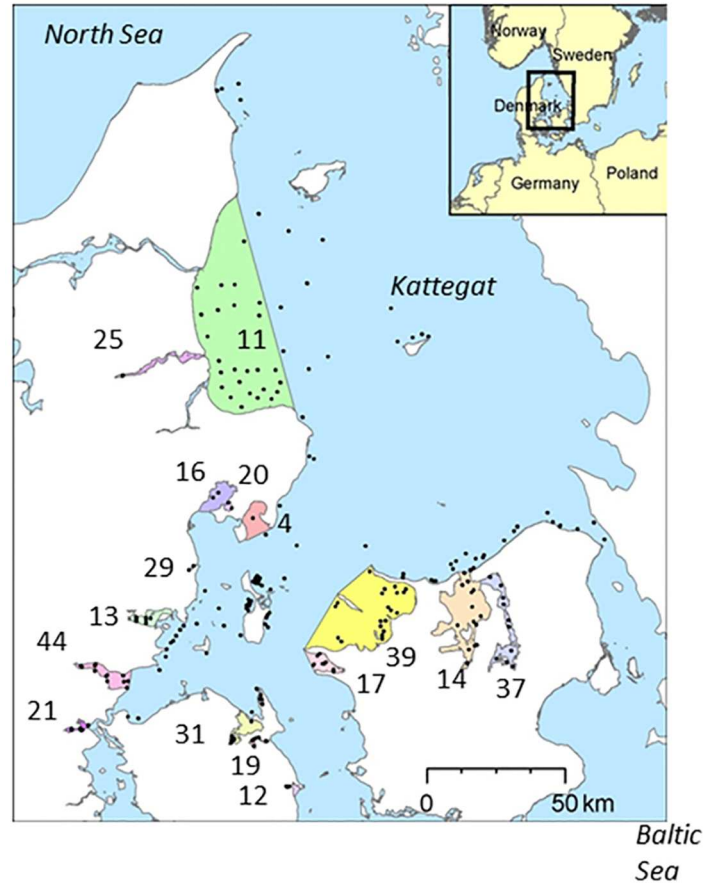 North Sea
Norway
Sweden
Denmark
Germany
Poland
Kattegat
25
11
16
20
4
29
13
44
39
17
14
37
21
31
19
12
0
50 km
Baltic
Sea